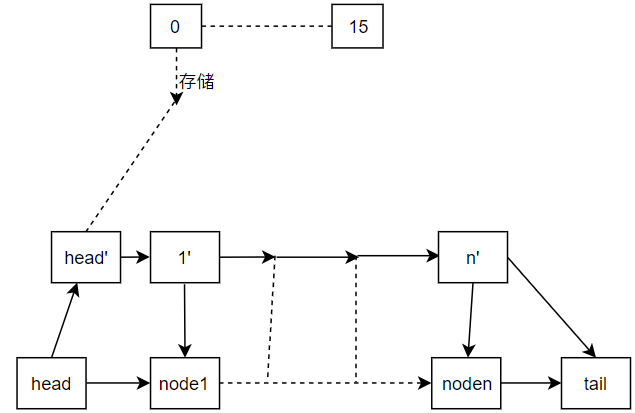 0
15
存储
head'
1'
n'
head
node1
noden
tail